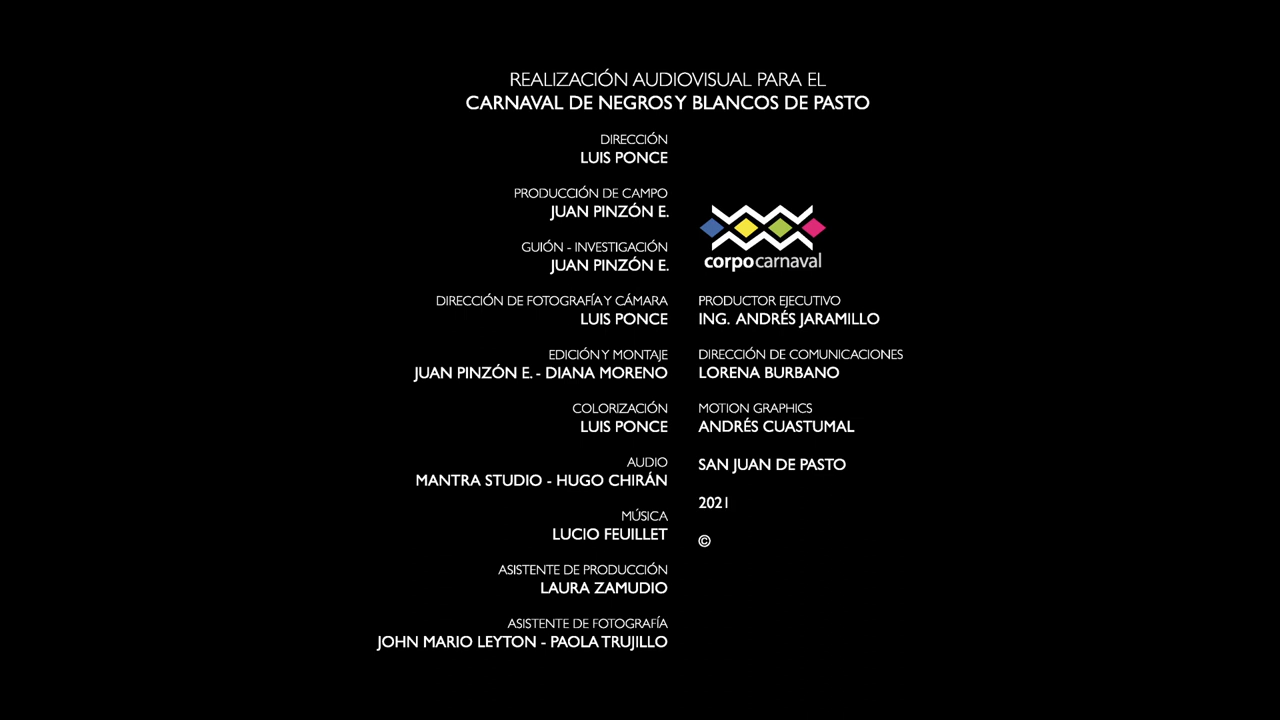 REALIZACIÓN AUDIOVISUAL PARA EL
CARNAVAL DE NEGROS Y BLANCOS DE PASTO
DIRECCIÓN
LUIS PONCE
PRODUCCIÓN DE CAMPO
JUAN PINZÓN E.
GUIÓN - INVESTIGACIÓN
JUAN PINZÓN E.
DIRECCIÓN DE FOTOGRAFÍA Y CÁMARA
LUIS PONCE
EDICIÓN Y MONTAJE
JUAN PINZÓN E. - DIANA MORENO
COLORIZACIÓN
LUIS PONCE
AUDIO
MANTRA STUDIO - HUGO CHIRÁN
MÚSICA
LUCIO FEUILLET
ASISTENTE DE PRODUCCIÓN
LAURA ZAMUDIO
ASISTENTE DE FOTOGRAFÍA
JOHN MARIO LEYTON - PAOLA TRUJILLO
corpocarnaval
PRODUCTOR EJECUTIVO
ING. ANDRÉS JARAMILLO
DIRECCIÓN DE COMUNICACIONES
LORENA BURBANO
MOTION GRAPHICS
ANDRÉS CUASTUMAL
SAN JUAN DE PASTO
2021
©